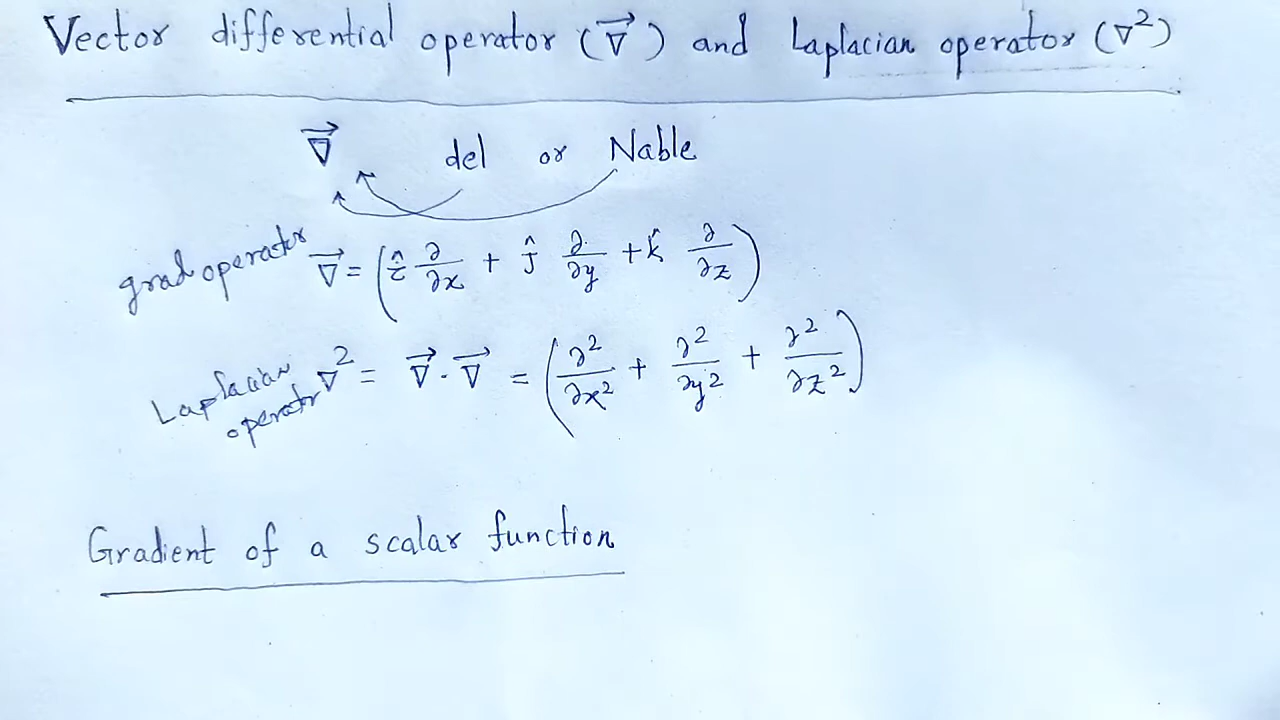 Vector differential operator (∇⃗) and Laplacian operator (∇²)
∇⃗ del or Nable
grad operator ∇⃗ = (î ∂/∂x + ĵ ∂/∂y + k̂ ∂/∂z)
Laplacian operator ∇² = ∇⃗ . ∇⃗ = (∂²/∂x² + ∂²/∂y² + ∂²/∂z²)
Gradient of a scalar function